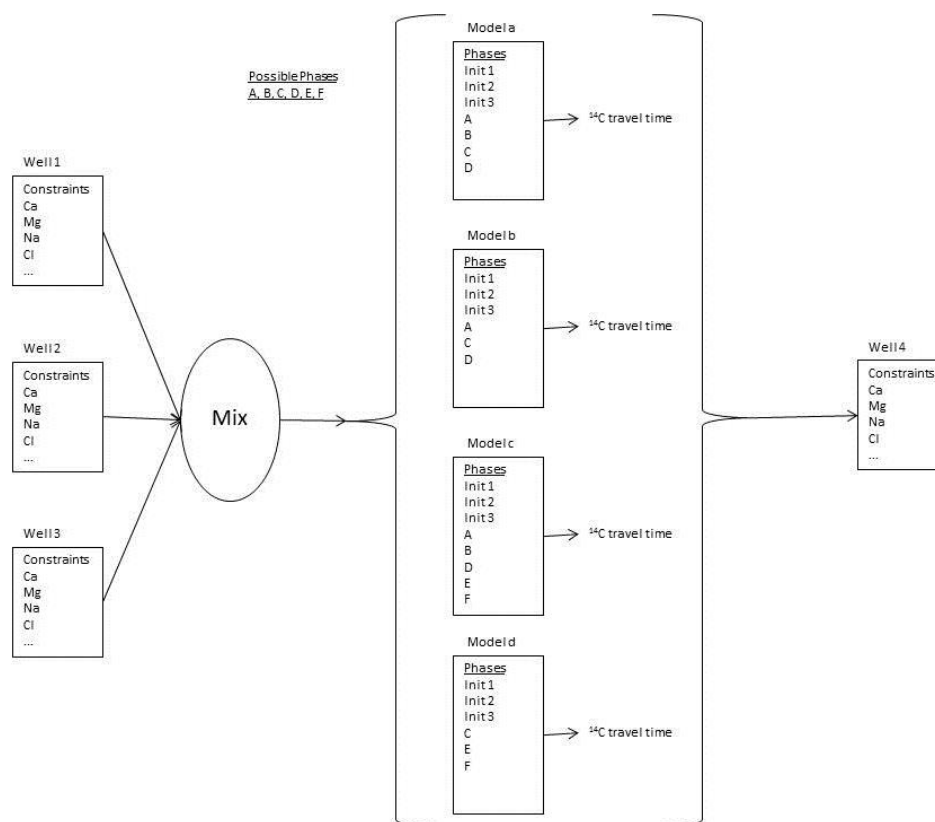 Possible Phases
A, B, C, D, E, F
Well 1
Constraints
Ca
Mg
Na
Cl
...
Well 2
Constraints
Ca
Mg
Na
Cl
...
Well 3
Constraints
Ca
Mg
Na
Cl
...
Mix
Model a
Phases
Init 1
Init 2
Init 3
A
B
C
D
¹⁴C travel time
Model b
Phases
Init 1
Init 2
Init 3
A
C
D
¹⁴C travel time
Model c
Phases
Init 1
Init 2
Init 3
A
B
D
E
F
¹⁴C travel time
Model d
Phases
Init 1
Init 2
Init 3
C
E
F
¹⁴C travel time
Well 4
Constraints
Ca
Mg
Na
Cl
...